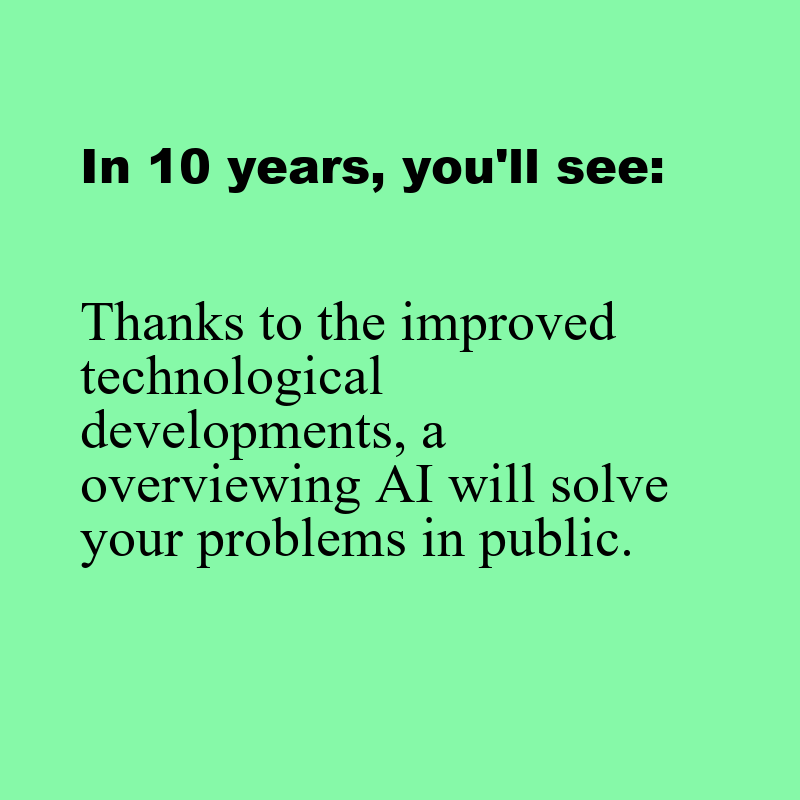 In 10 years, you'll see:
Thanks to the improved
technological
developments, a
overviewing AI will solve
your problems in public.